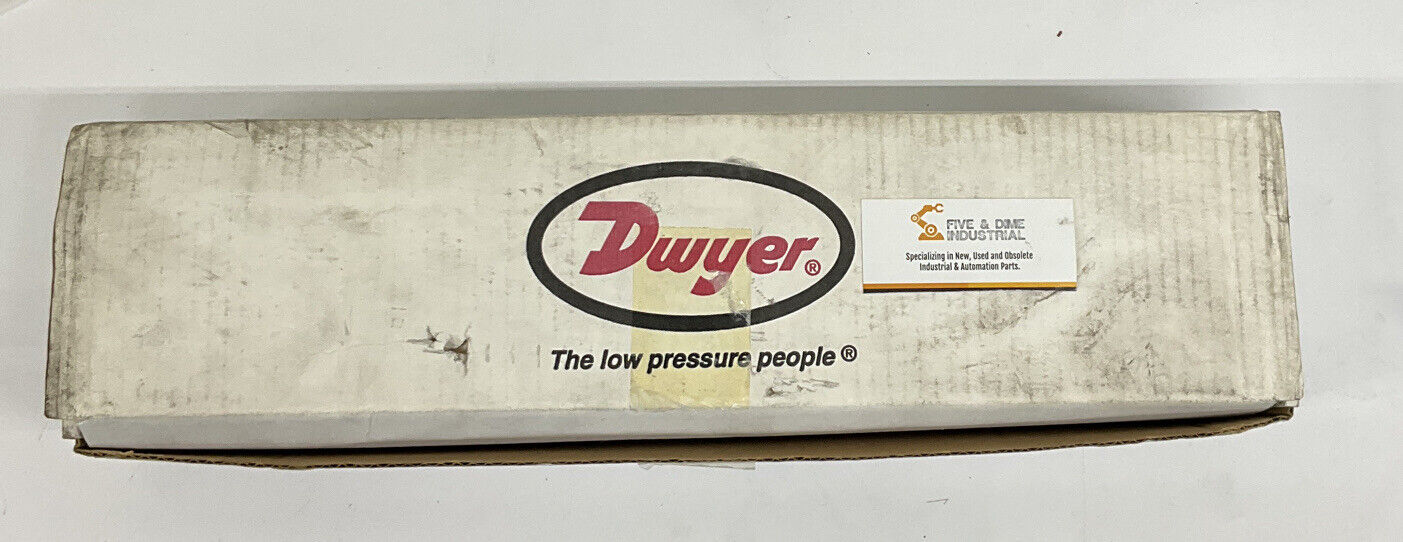 Dwyer®
The low pressure people®
FIVE & DIME
INDUSTRIAL
Specializing in New, Used and Obsolete
Industrial & Automation Parts.